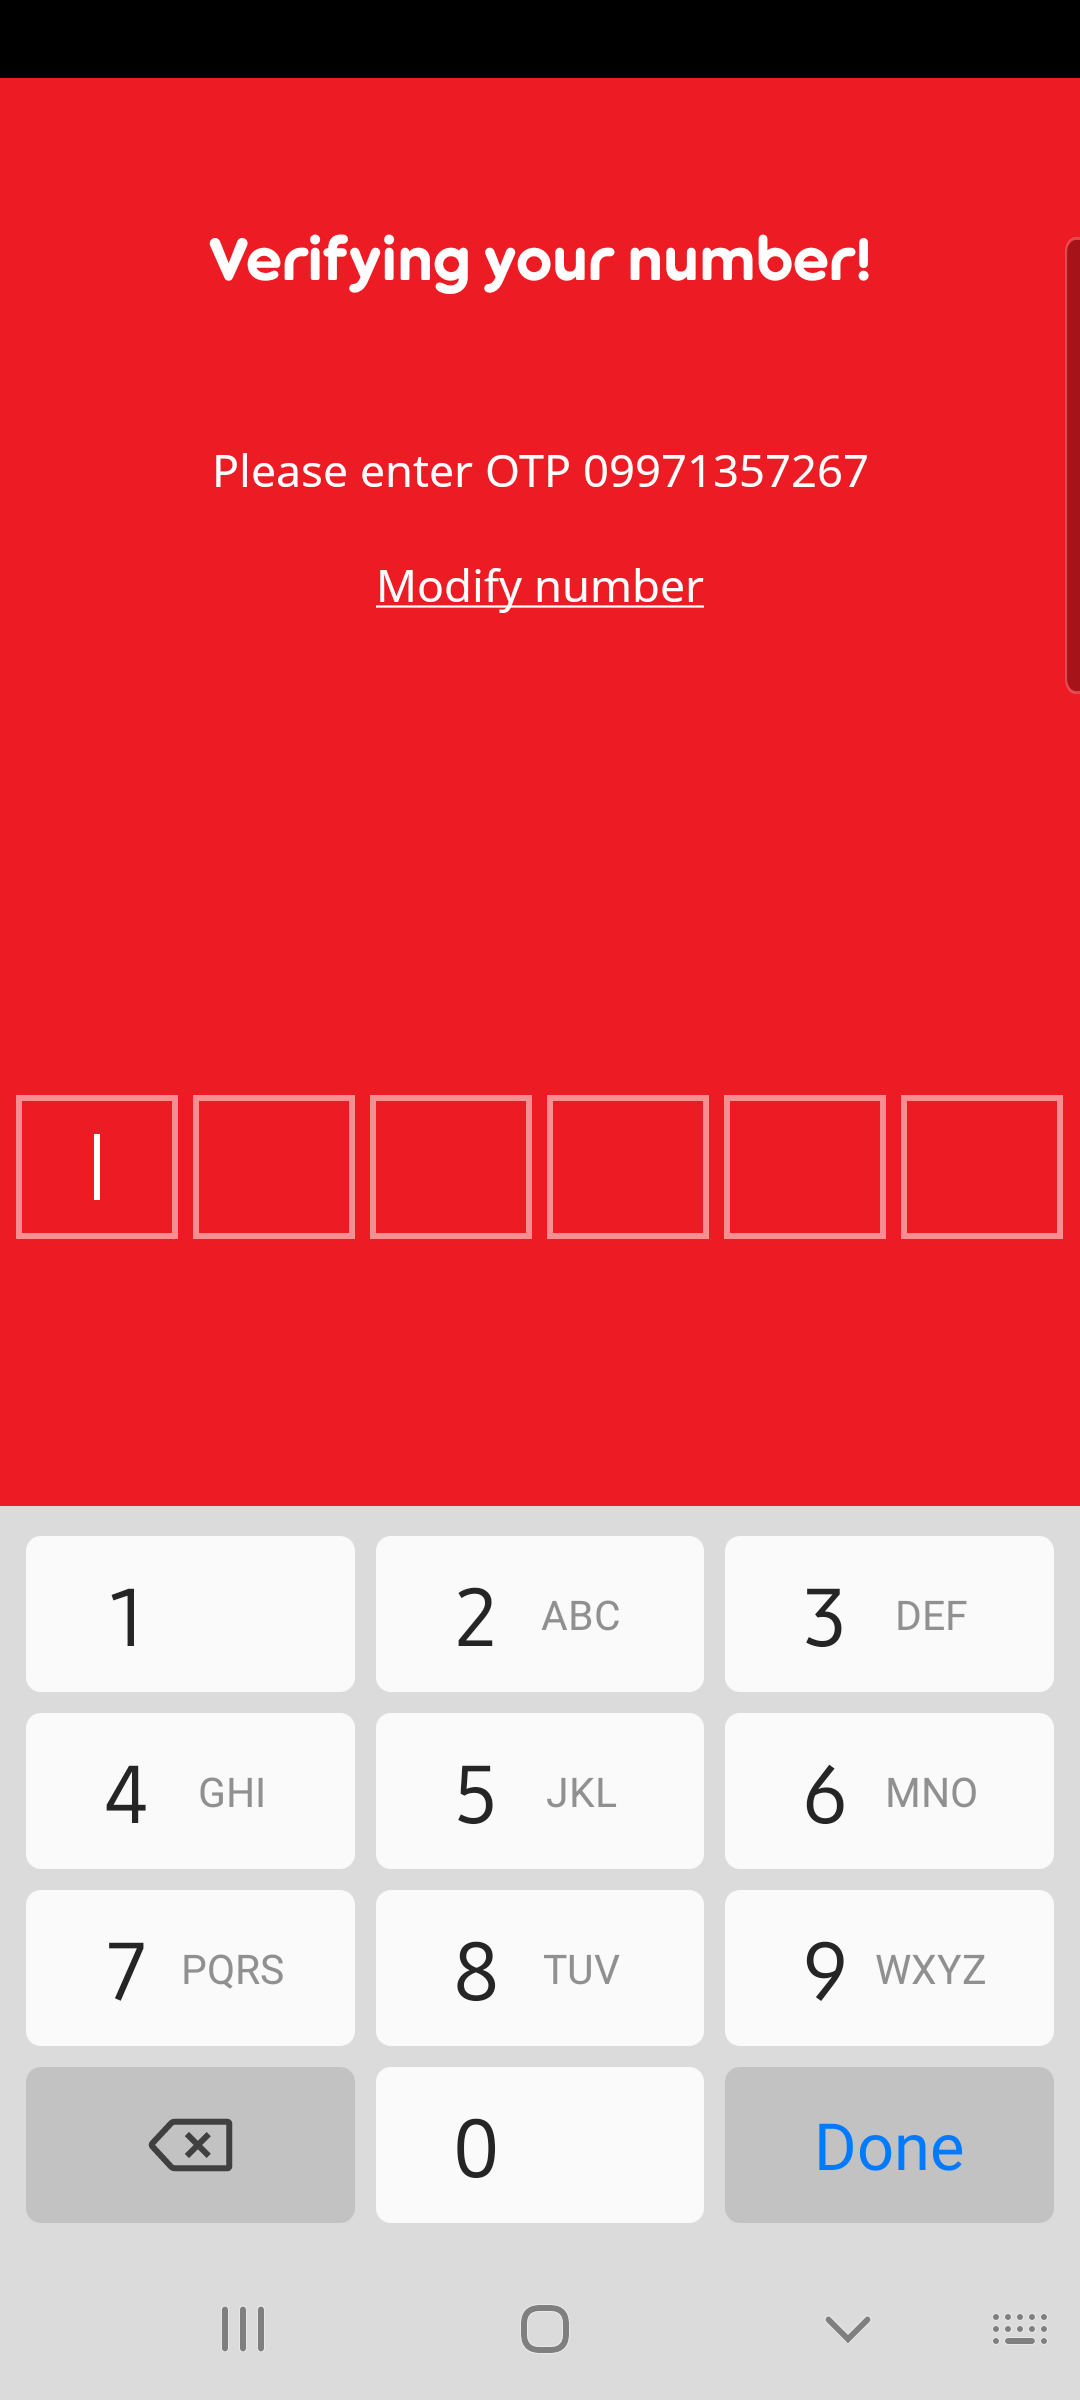 Verifying your number!
Please enter OTP 09971357267
Modify number
1
2 ABC
3 DEF
4 GHI
5 JKL
6 MNO
7 PQRS
8 TUV
9 WXYZ
0
Done